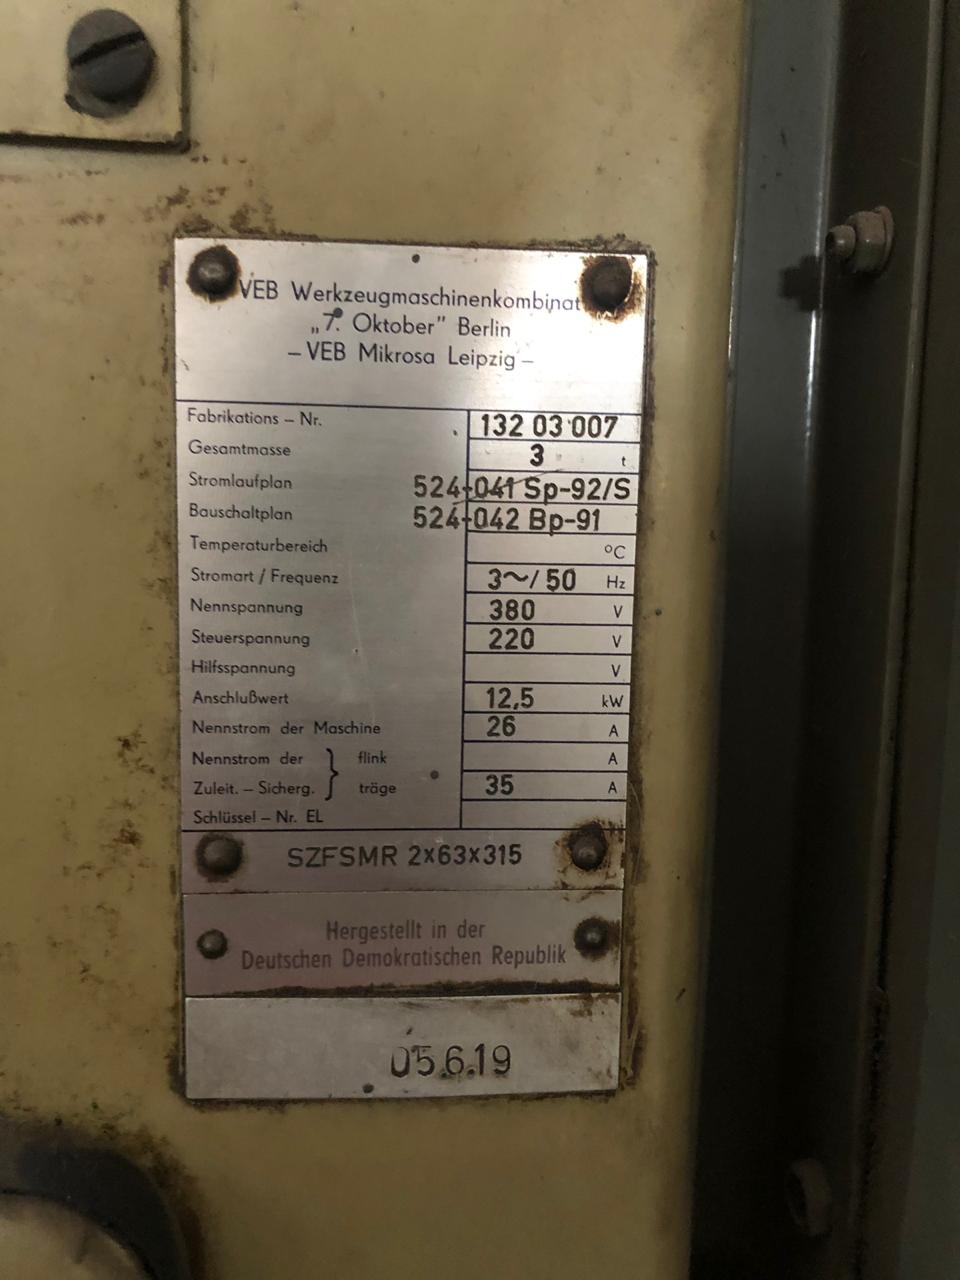 VEB Werkzeugmaschinenkombinat
„7. Oktober" Berlin
– VEB Mikrosa Leipzig –
Fabrikations – Nr. 132 03 007
Gesamtmasse 3 t
Stromlaufplan 524-041 Sp-92/S
Bauschaltplan 524-042 Bp-91
Temperaturbereich °C
Stromart / Frequenz 3~/50 Hz
Nennspannung 380 V
Steuerspannung 220 V
Hilfsspannung V
Anschlußwert 12,5 kW
Nennstrom der Maschine 26 A
Nennstrom der } flink A
Zuleit. – Sicherg. } träge 35 A
Schlüssel – Nr. EL
SZFSMR 2x63x315
Hergestellt in der
Deutschen Demokratischen Republik
05.6.19